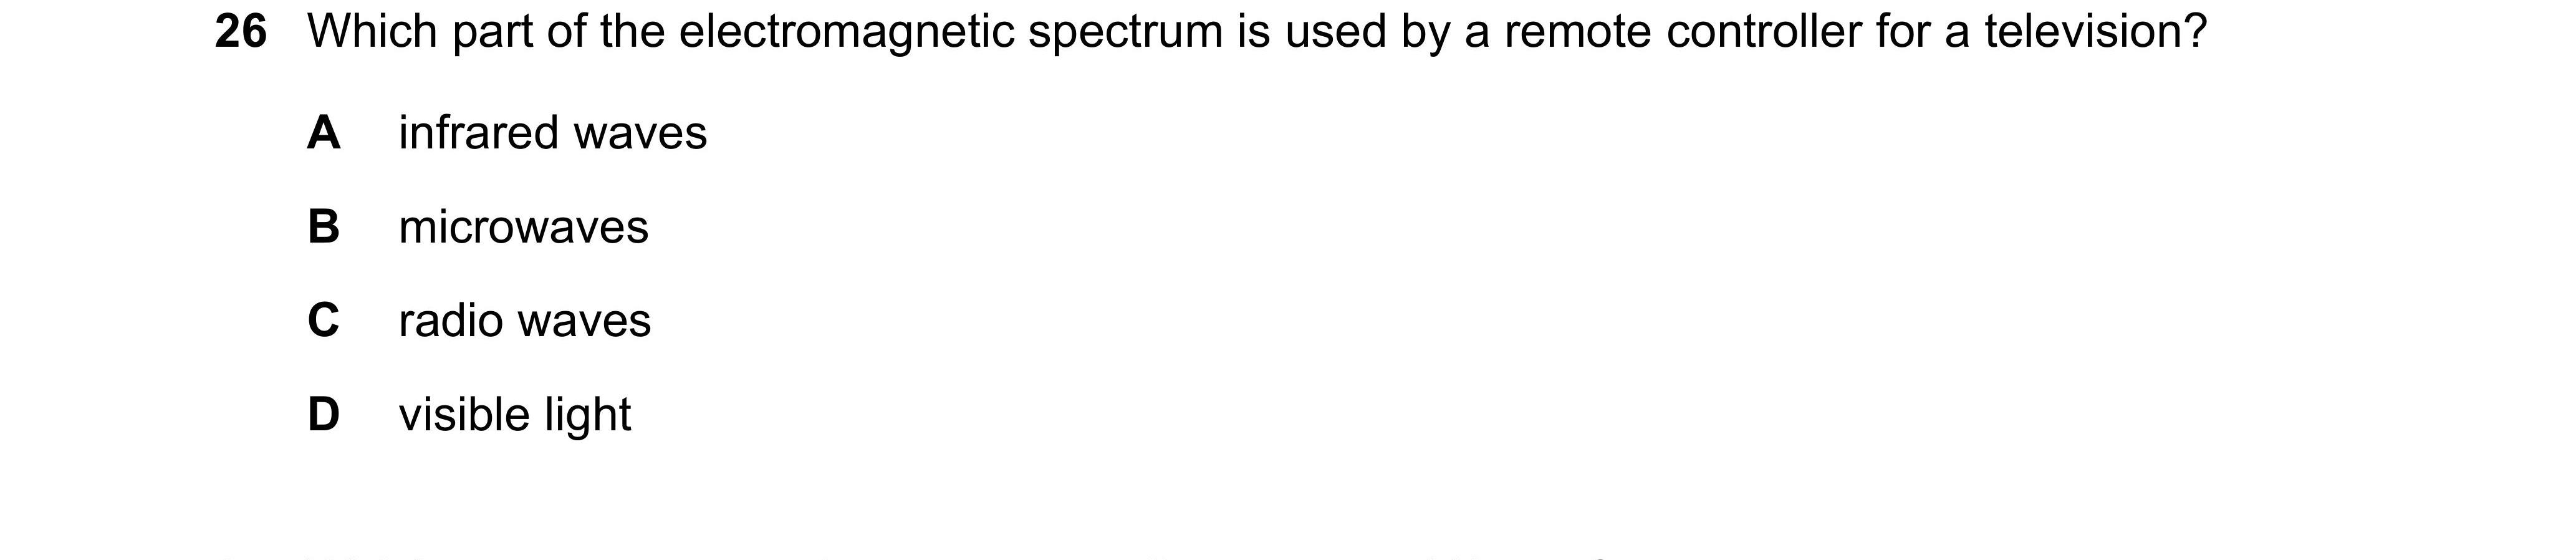 26 Which part of the electromagnetic spectrum is used by a remote controller for a television?
A infrared waves
B microwaves
C radio waves
D visible light